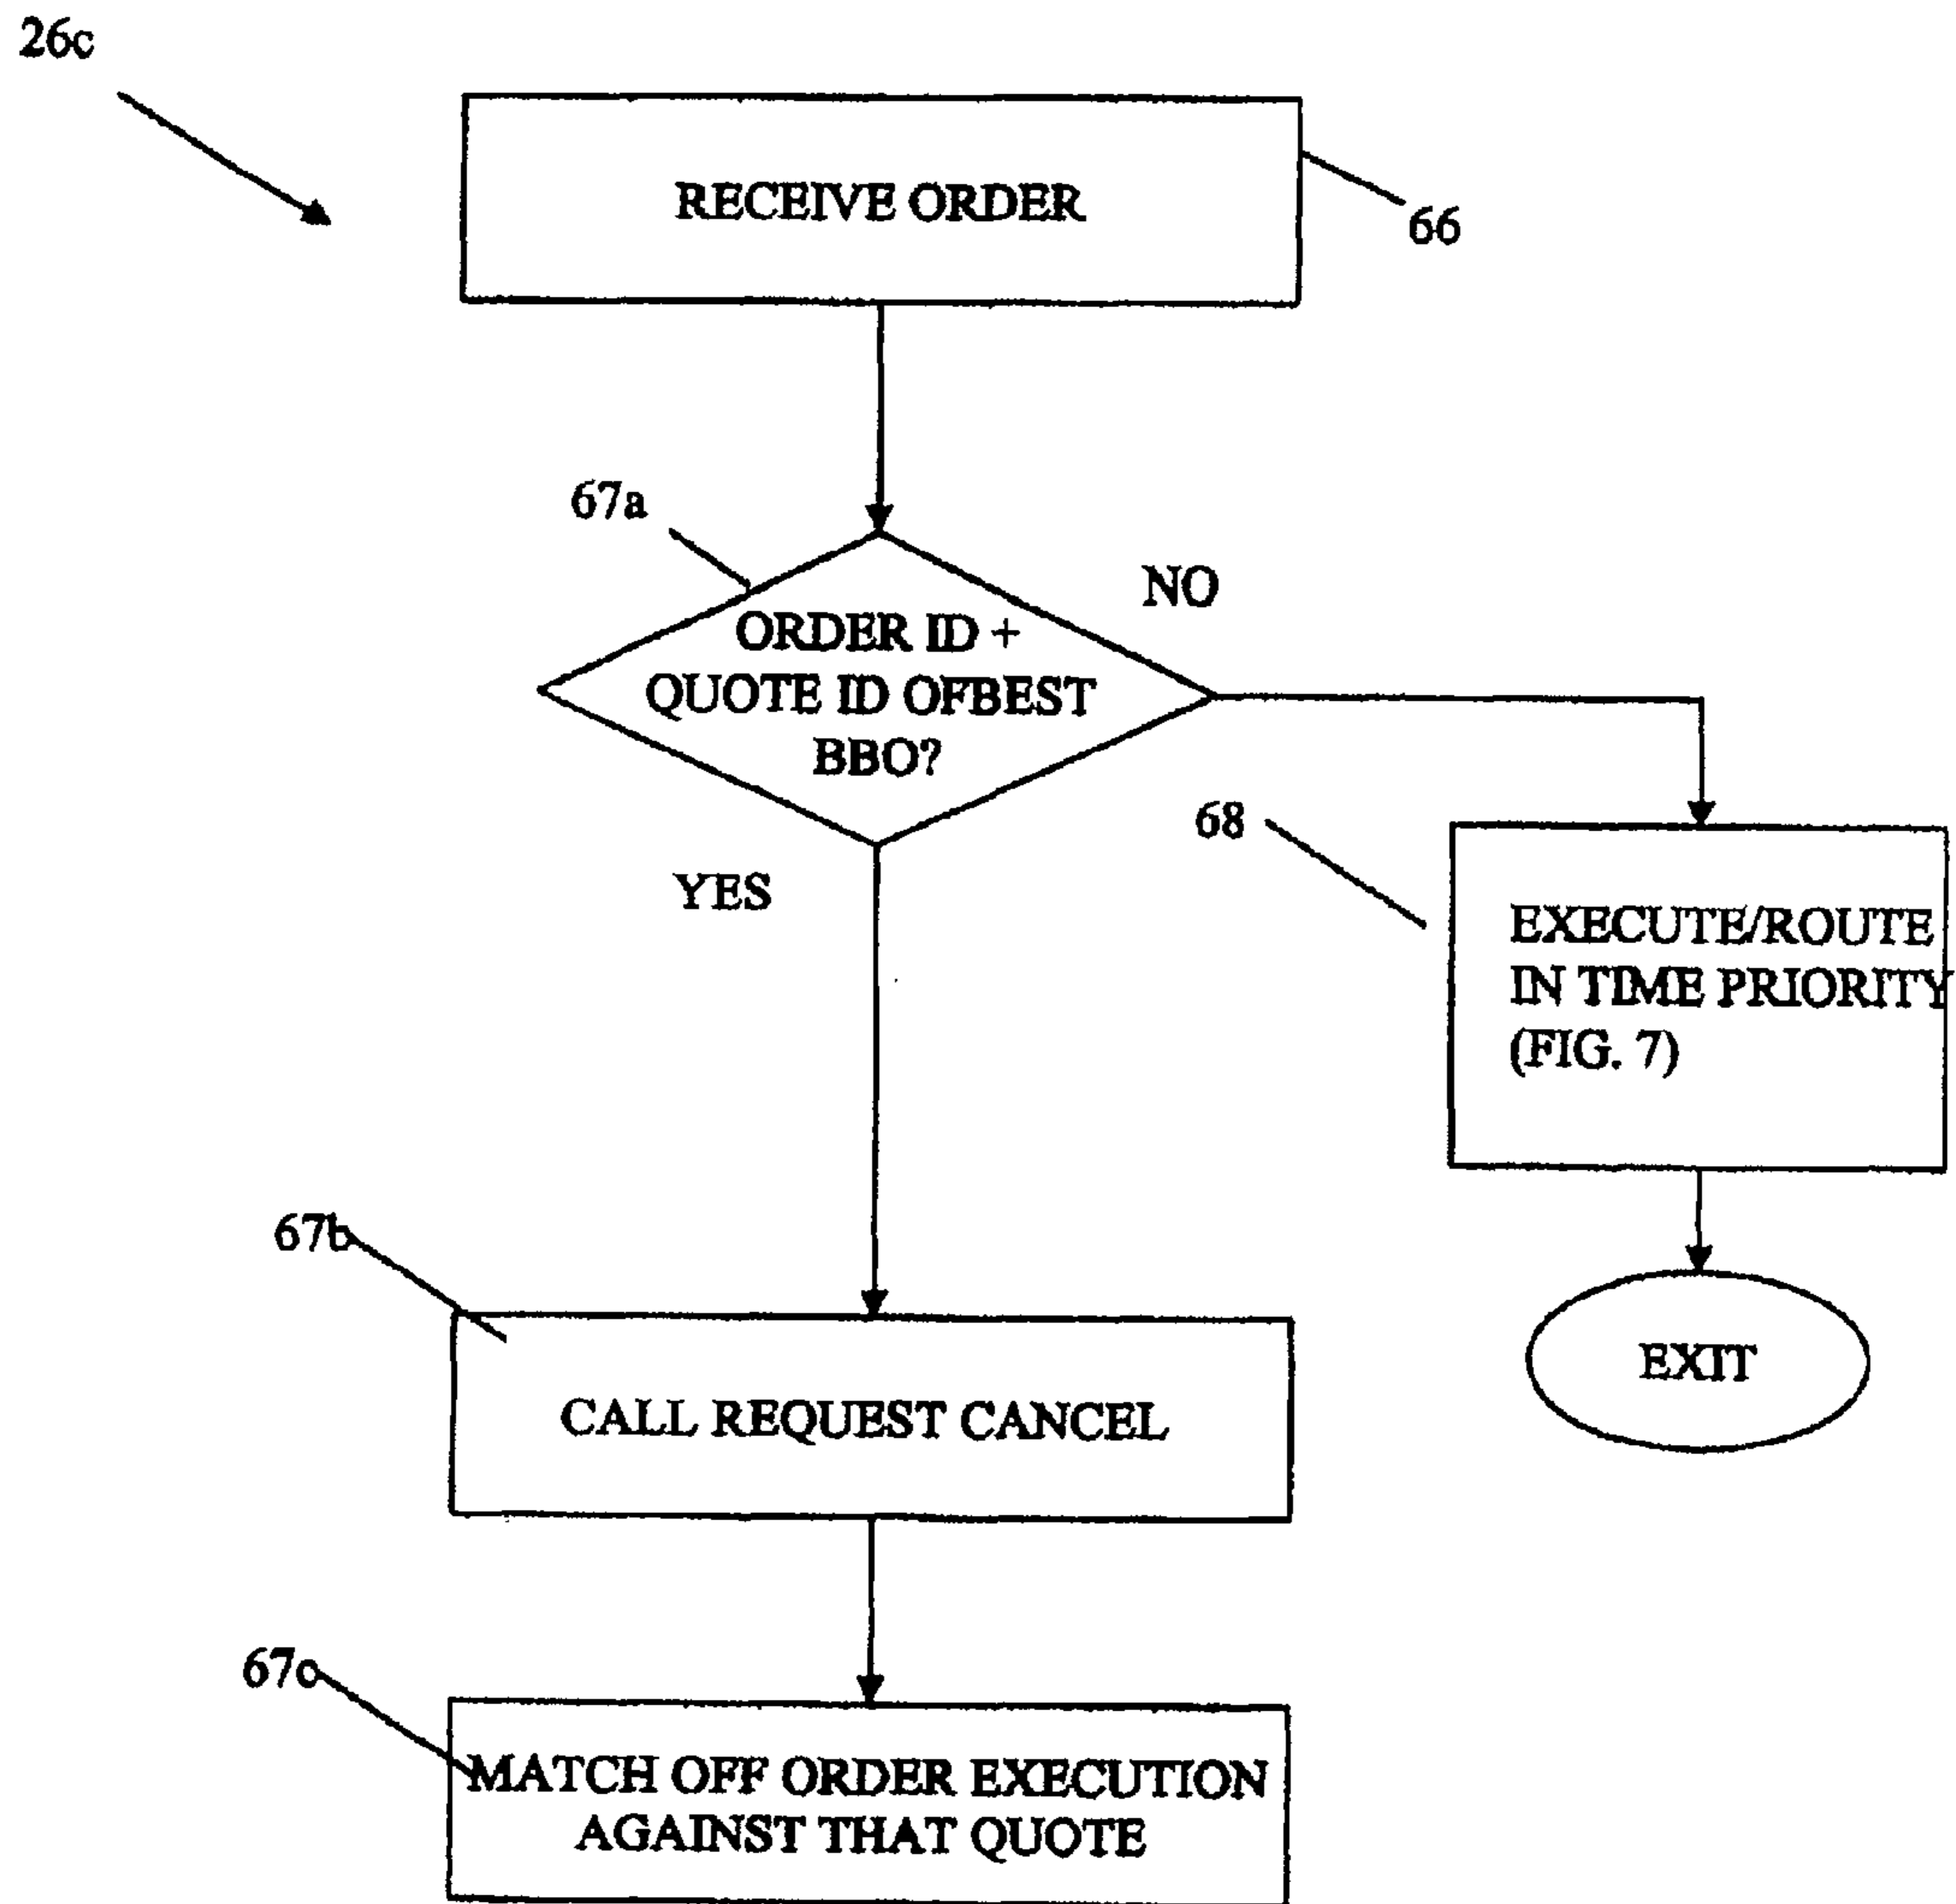 26c
RECEIVE ORDER
66
67a
NO
ORDER ID +
QUOTE ID OFBEST
BBO?
YES
68
EXECUTE/ROUTE
IN TIME PRIORITY
(FIG. 7)
67b
CALL REQUEST CANCEL
EXIT
67c
MATCH OFF ORDER EXECUTION
AGAINST THAT QUOTE